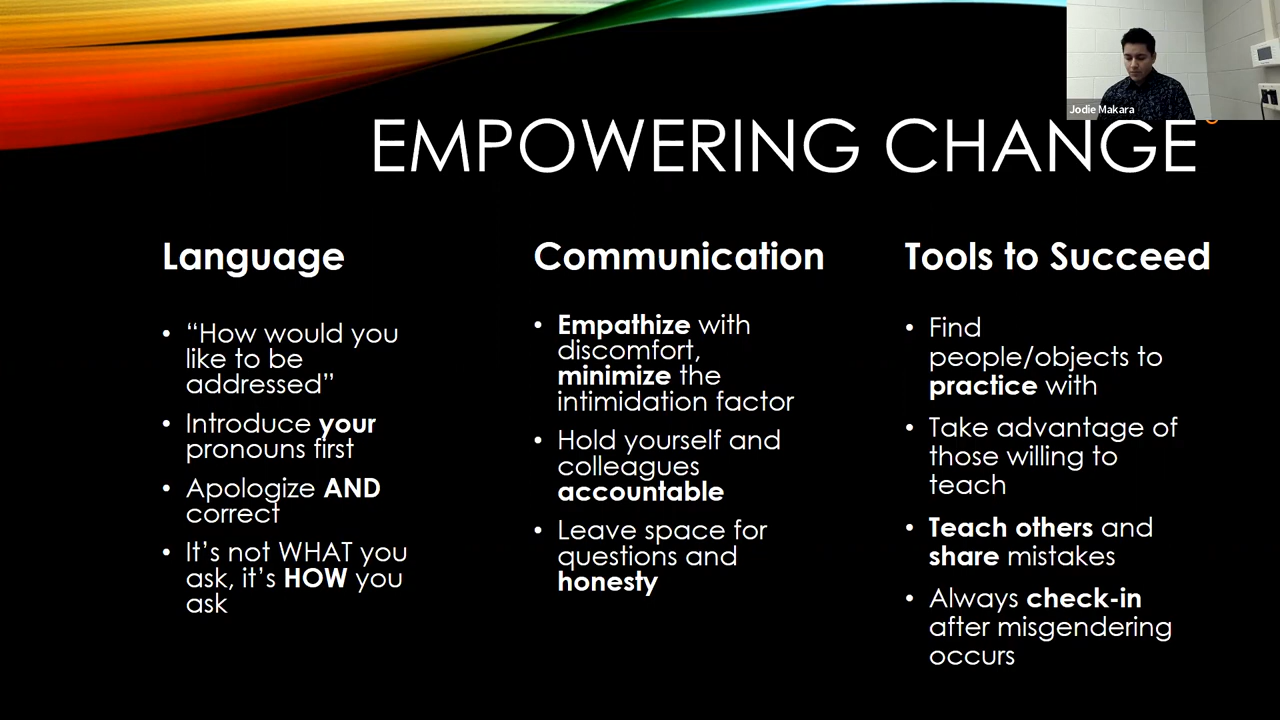 Jodie Makara
EMPOWERING CHANGE
Language
• “How would you
like to be
addressed”
• Introduce your
pronouns first
• Apologize AND
correct
• It’s not WHAT you
ask, it’s HOW you
ask
Communication
• Empathize with
discomfort,
minimize the
intimidation factor
• Hold yourself and
colleagues
accountable
• Leave space for
questions and
honesty
Tools to Succeed
• Find
people/objects to
practice with
• Take advantage of
those willing to
teach
• Teach others and
share mistakes
• Always check-in
after misgendering
occurs